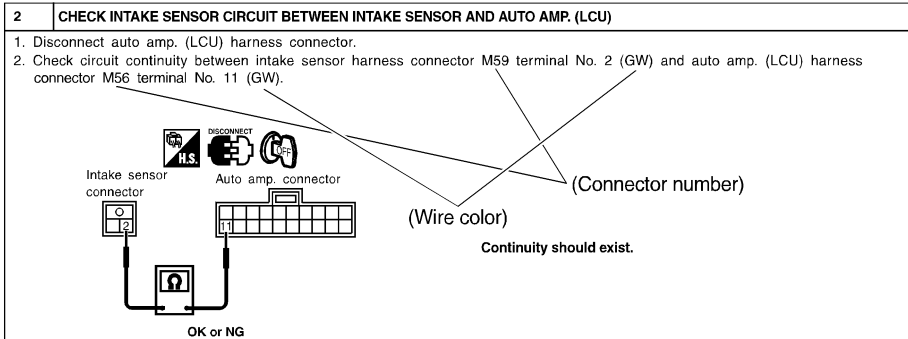 2 CHECK INTAKE SENSOR CIRCUIT BETWEEN INTAKE SENSOR AND AUTO AMP. (LCU)
1. Disconnect auto amp. (LCU) harness connector.
2. Check circuit continuity between intake sensor harness connector M59 terminal No. 2 (GW) and auto amp. (LCU) harness
connector M56 terminal No. 11 (GW).
DISCONNECT
H.S.
OFF
Intake sensor
connector
Auto amp. connector
(Connector number)
(Wire color)
2
11
Continuity should exist.
Ω
OK or NG